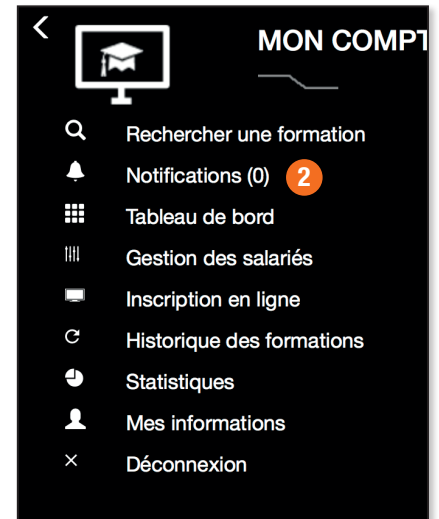 MON COMPT
Rechercher une formation
Notifications (0) 2
Tableau de bord
Gestion des salariés
Inscription en ligne
Historique des formations
Statistiques
Mes informations
Déconnexion